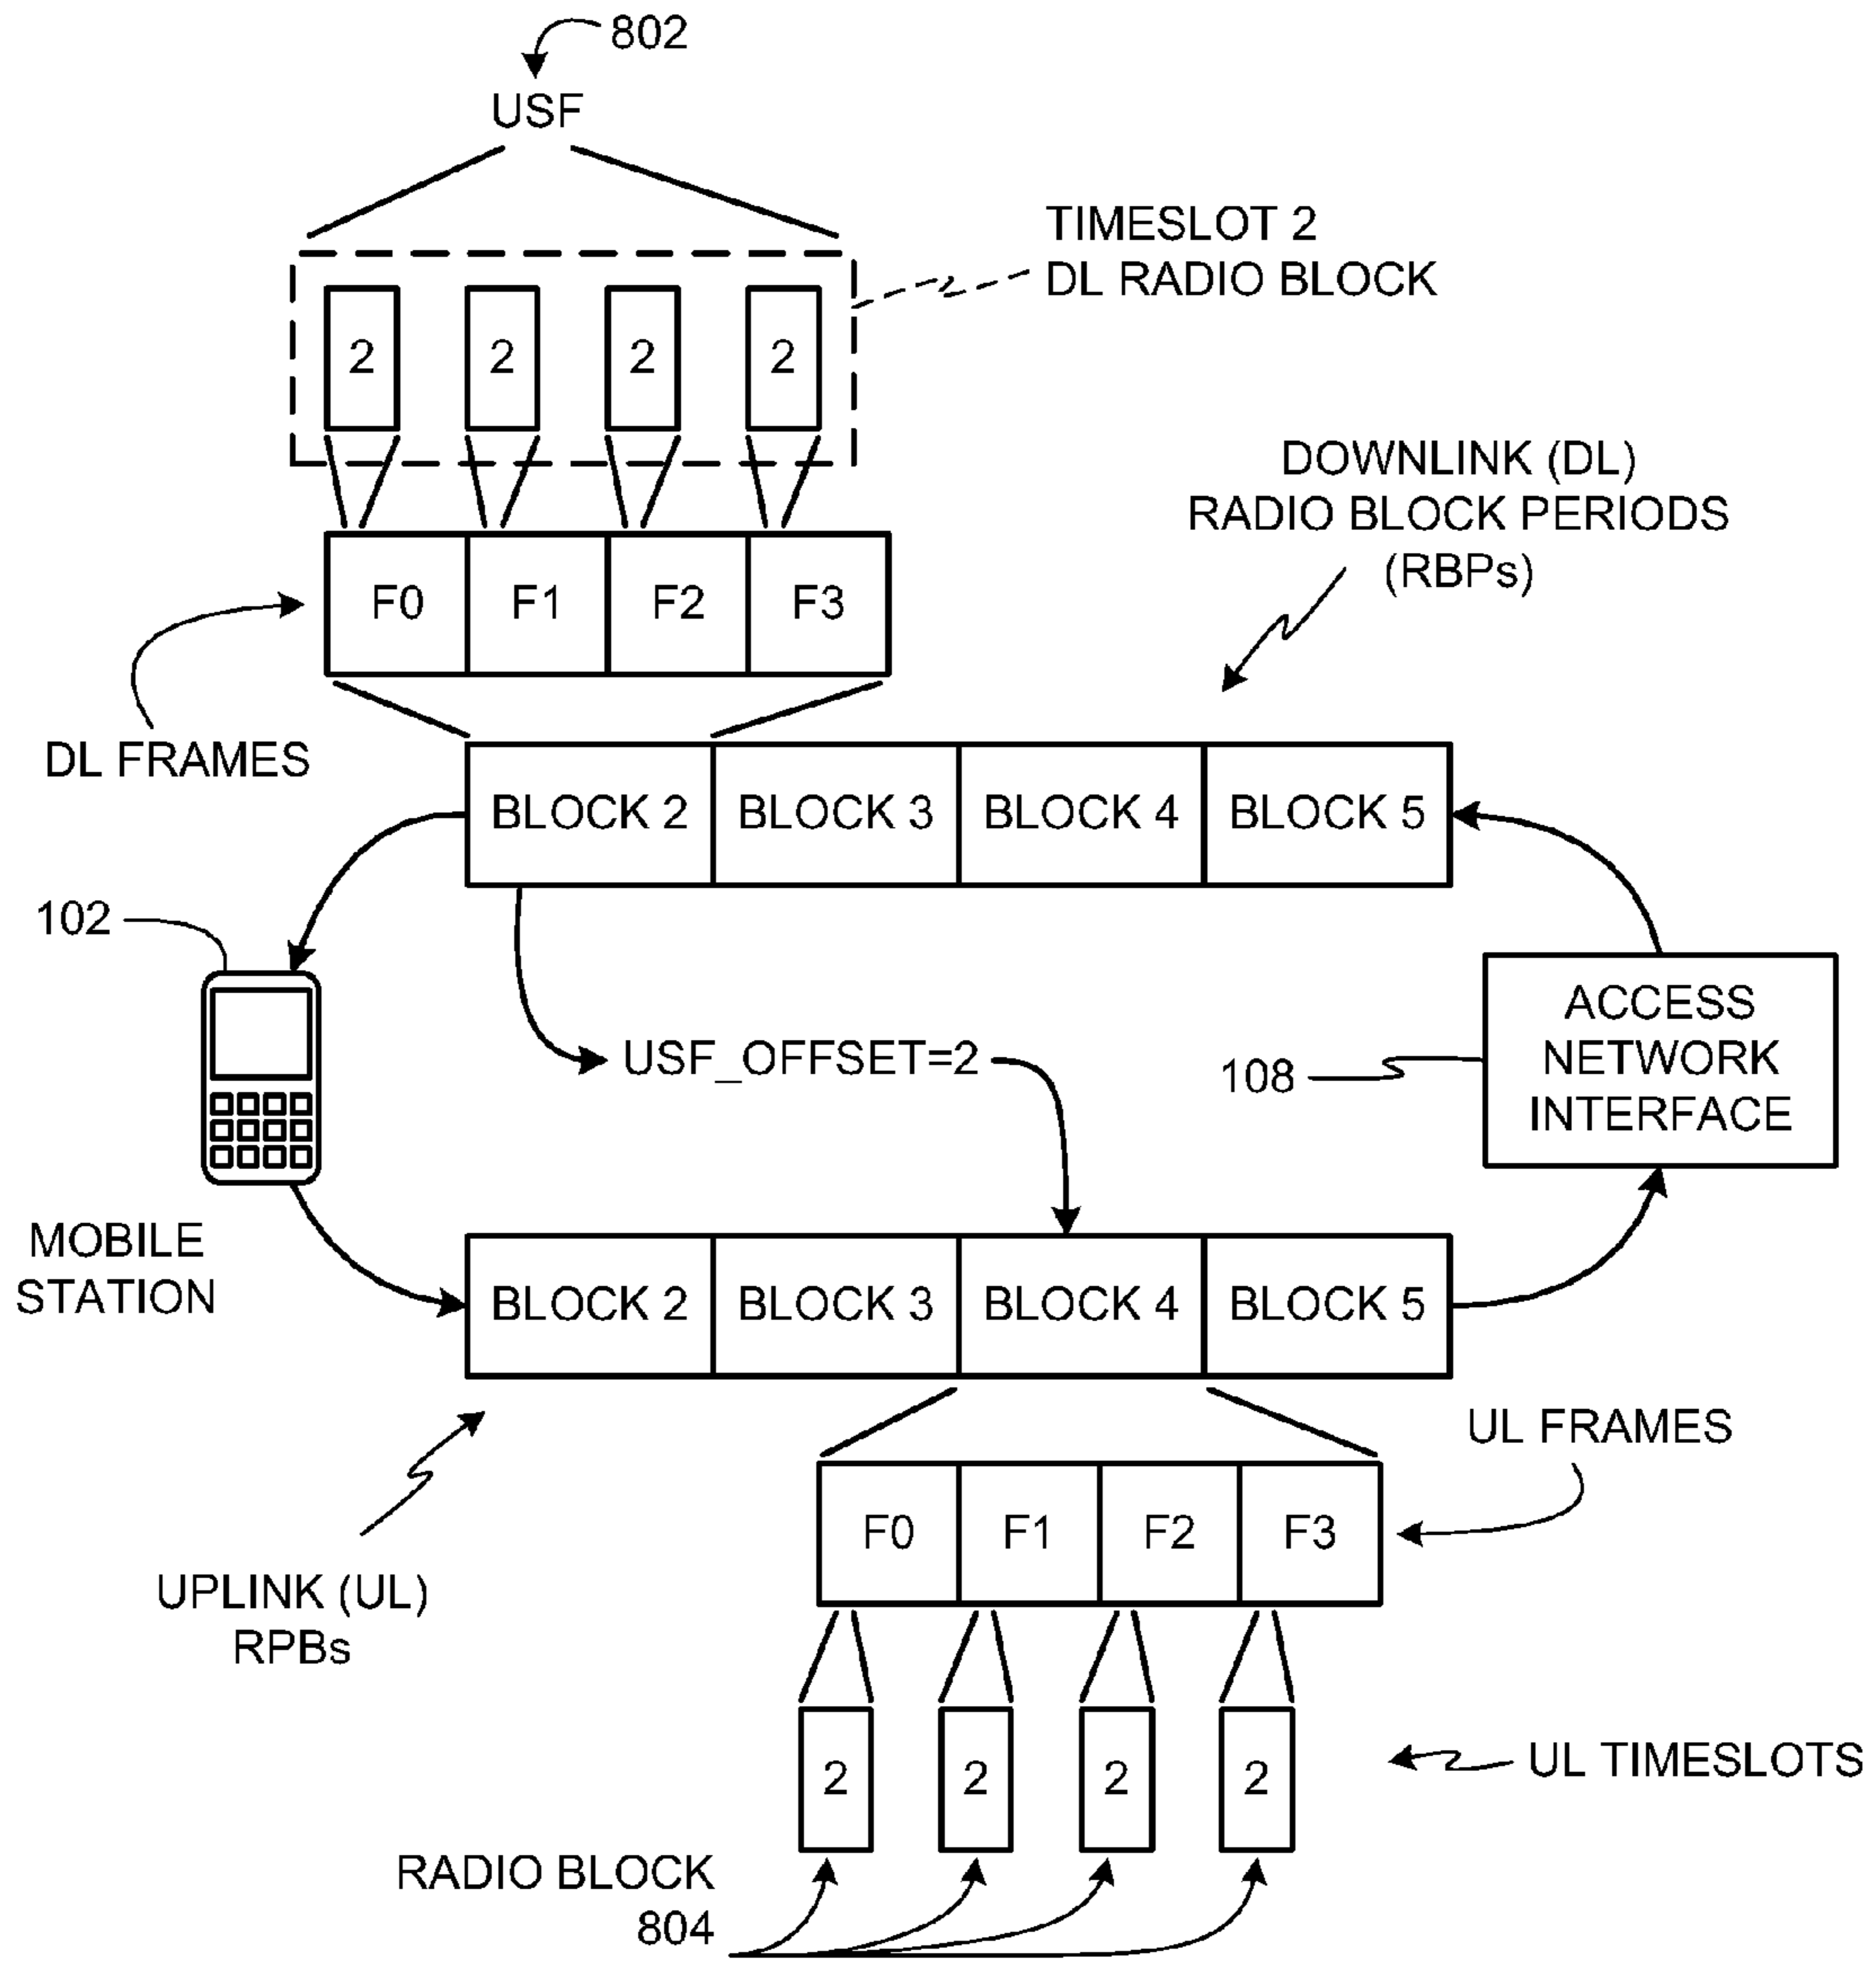 802
USF
TIMESLOT 2
DL RADIO BLOCK
2 2 2 2
DOWNLINK (DL)
RADIO BLOCK PERIODS
(RBPs)
F0 F1 F2 F3
DL FRAMES
BLOCK 2 BLOCK 3 BLOCK 4 BLOCK 5
102
ACCESS
NETWORK
INTERFACE
USF_OFFSET=2
108
MOBILE
STATION
BLOCK 2 BLOCK 3 BLOCK 4 BLOCK 5
UL FRAMES
F0 F1 F2 F3
UPLINK (UL)
RPBs
2 2 2 2
UL TIMESLOTS
RADIO BLOCK
804